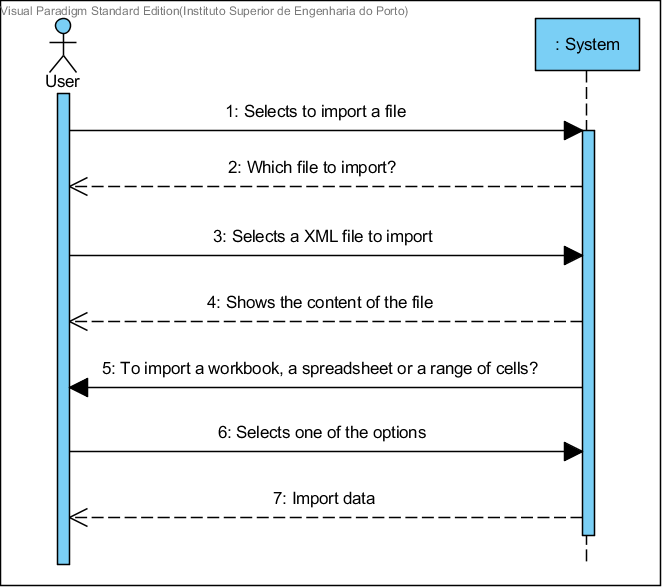 Visual Paradigm Standard Edition(Instituto Superior de Engenharia do Porto)
: System
User
1: Selects to import a file
2: Which file to import?
3: Selects a XML file to import
4: Shows the content of the file
5: To import a workbook, a spreadsheet or a range of cells?
6: Selects one of the options
7: Import data